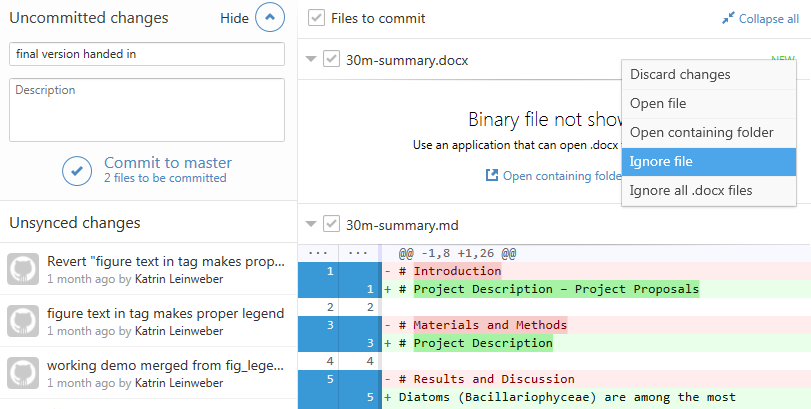 Uncommitted changes
Hide
final version handed in
Description
Commit to master
2 files to be committed
Unsynced changes
Revert "figure text in tag makes prop...
1 month ago by Katrin Leinweber
figure text in tag makes proper legend
1 month ago by Katrin Leinweber
working demo merged from fig_lege...
1 month ago by Katrin Leinweber
Files to commit
Collapse all
30m-summary.docx
NEW
Discard changes
Open file
Open containing folder
Ignore file
Ignore all .docx files
Binary file not
Use an application that can open .docx
Open containing
30m-summary.md
... ... @@ -1,8 +1,26 @@
1 - # Introduction
1 + # Project Description – Project Proposals
2 2
3 - # Materials and Methods
3 + # Project Description
4 4
5 - # Results and Discussion
5 + Diatoms (Bacillariophyceae) are among the most